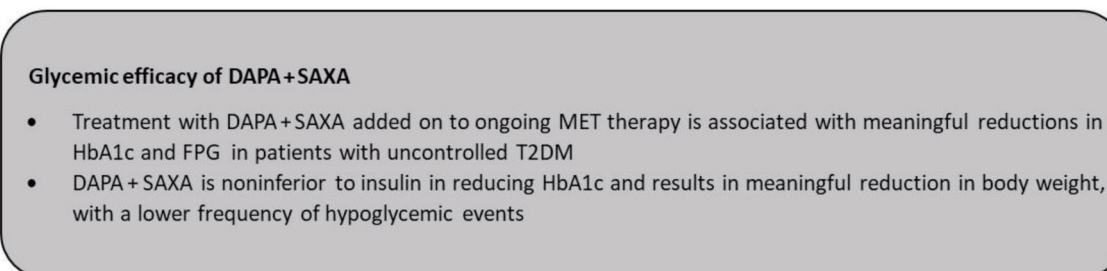 Glycemic efficacy of DAPA+SAXA
• Treatment with DAPA+SAXA added on to ongoing MET therapy is associated with meaningful reductions in
HbA1c and FPG in patients with uncontrolled T2DM
• DAPA+ SAXA is noninferior to insulin in reducing HbA1c and results in meaningful reduction in body weight,
with a lower frequency of hypoglycemic events